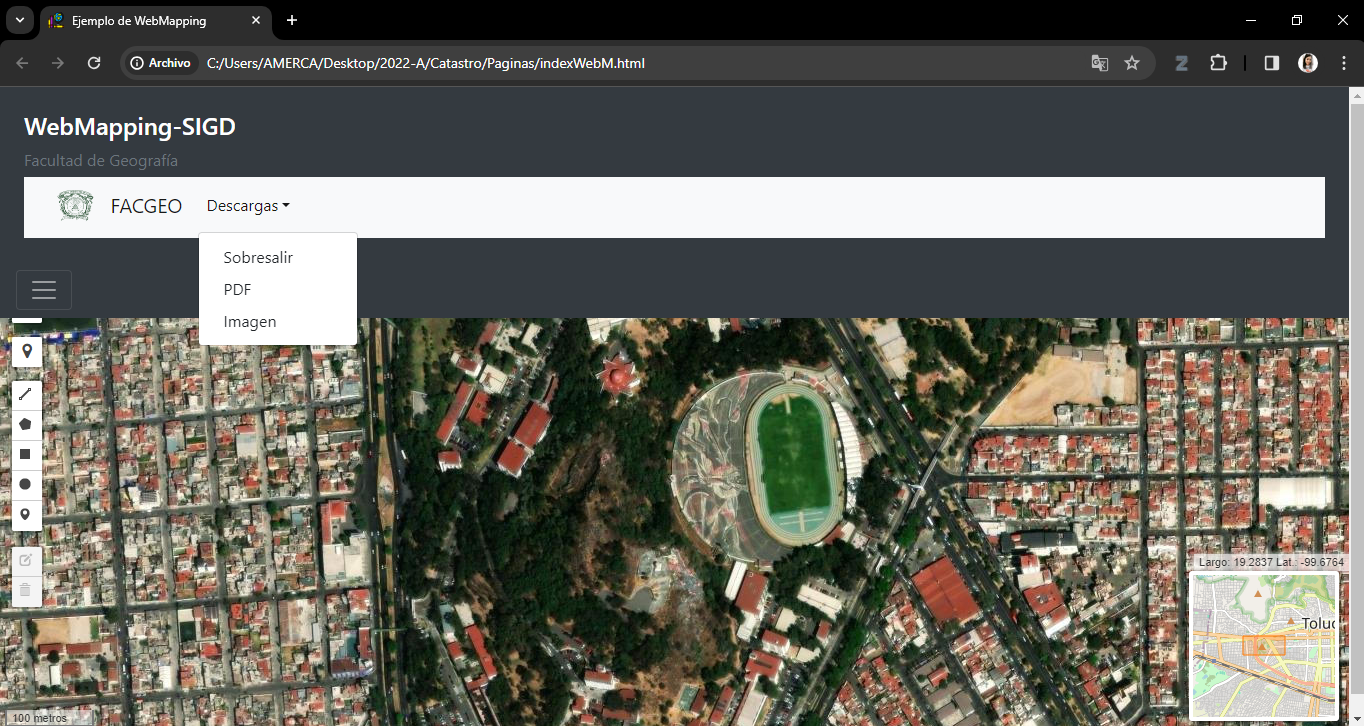 Ejemplo de WebMapping
Archivo
C:/Users/AMERCA/Desktop/2022-A/Catastro/Paginas/indexWebM.html
WebMapping-SIGD
Facultad de Geografía
FACGEO
Descargas
Sobresalir
PDF
Imagen
Largo: 19.2837 Lat.: -99.6764
Toluc
100 metros